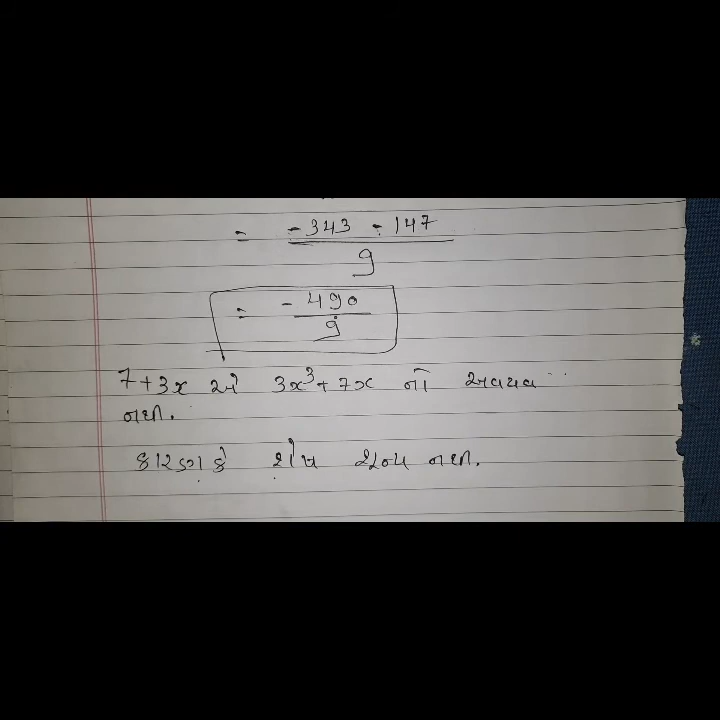 = -343 - 147
9
= -490
9
7+3x એ 3x³+7x નો અવયવ
નથી.
કારણ કે શેષ શૂન્ય નથી.